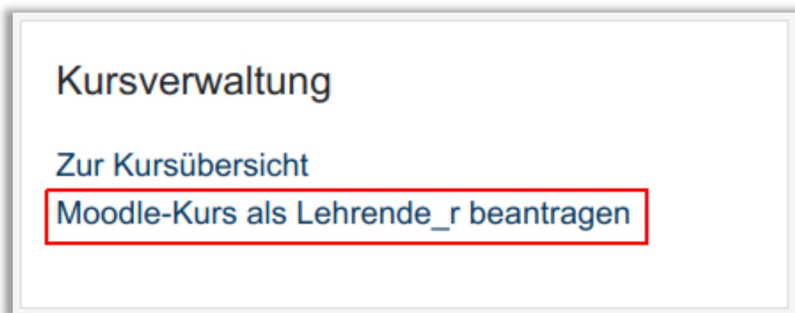 Kursverwaltung
Zur Kursübersicht
Moodle-Kurs als Lehrende_r beantragen